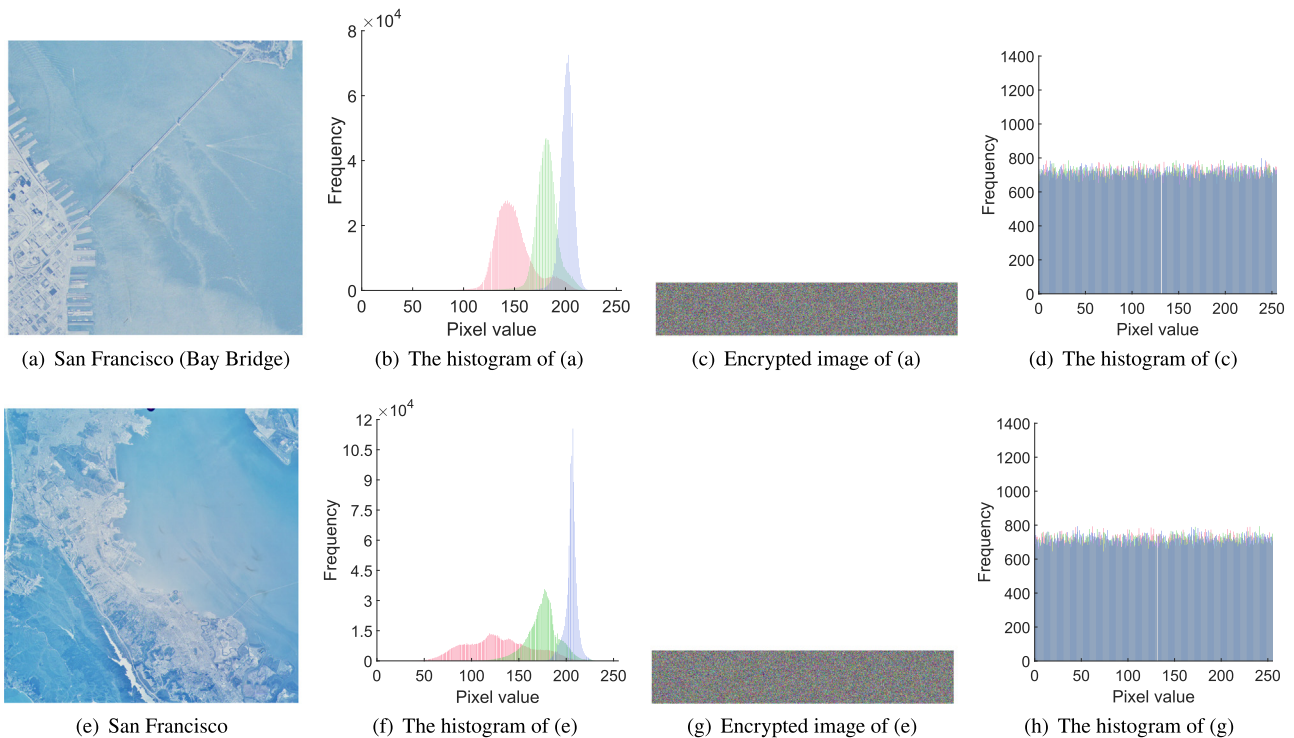 ×10⁴
8
6
4
2
0
Frequency
0 50 100 150 200 250
Pixel value
1400
1200
1000
800
600
400
200
0
Frequency
0 50 100 150 200 250
Pixel value
(a) San Francisco (Bay Bridge)
(b) The histogram of (a)
(c) Encrypted image of (a)
(d) The histogram of (c)
×10⁴
12
10.5
9
7.5
6
4.5
3
1.5
0
Frequency
0 50 100 150 200 250
Pixel value
1400
1200
1000
800
600
400
200
0
Frequency
0 50 100 150 200 250
Pixel value
(e) San Francisco
(f) The histogram of (e)
(g) Encrypted image of (e)
(h) The histogram of (g)